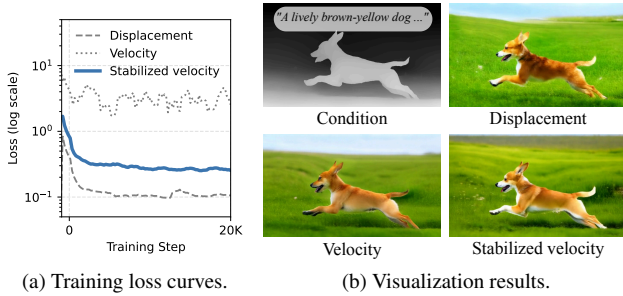 Displacement
Velocity
Stabilized velocity
Loss (log scale)
10¹
10⁰
10⁻¹
0
20K
Training Step
(a) Training loss curves.
"A lively brown-yellow dog ..."
Condition
Displacement
Velocity
Stabilized velocity
(b) Visualization results.